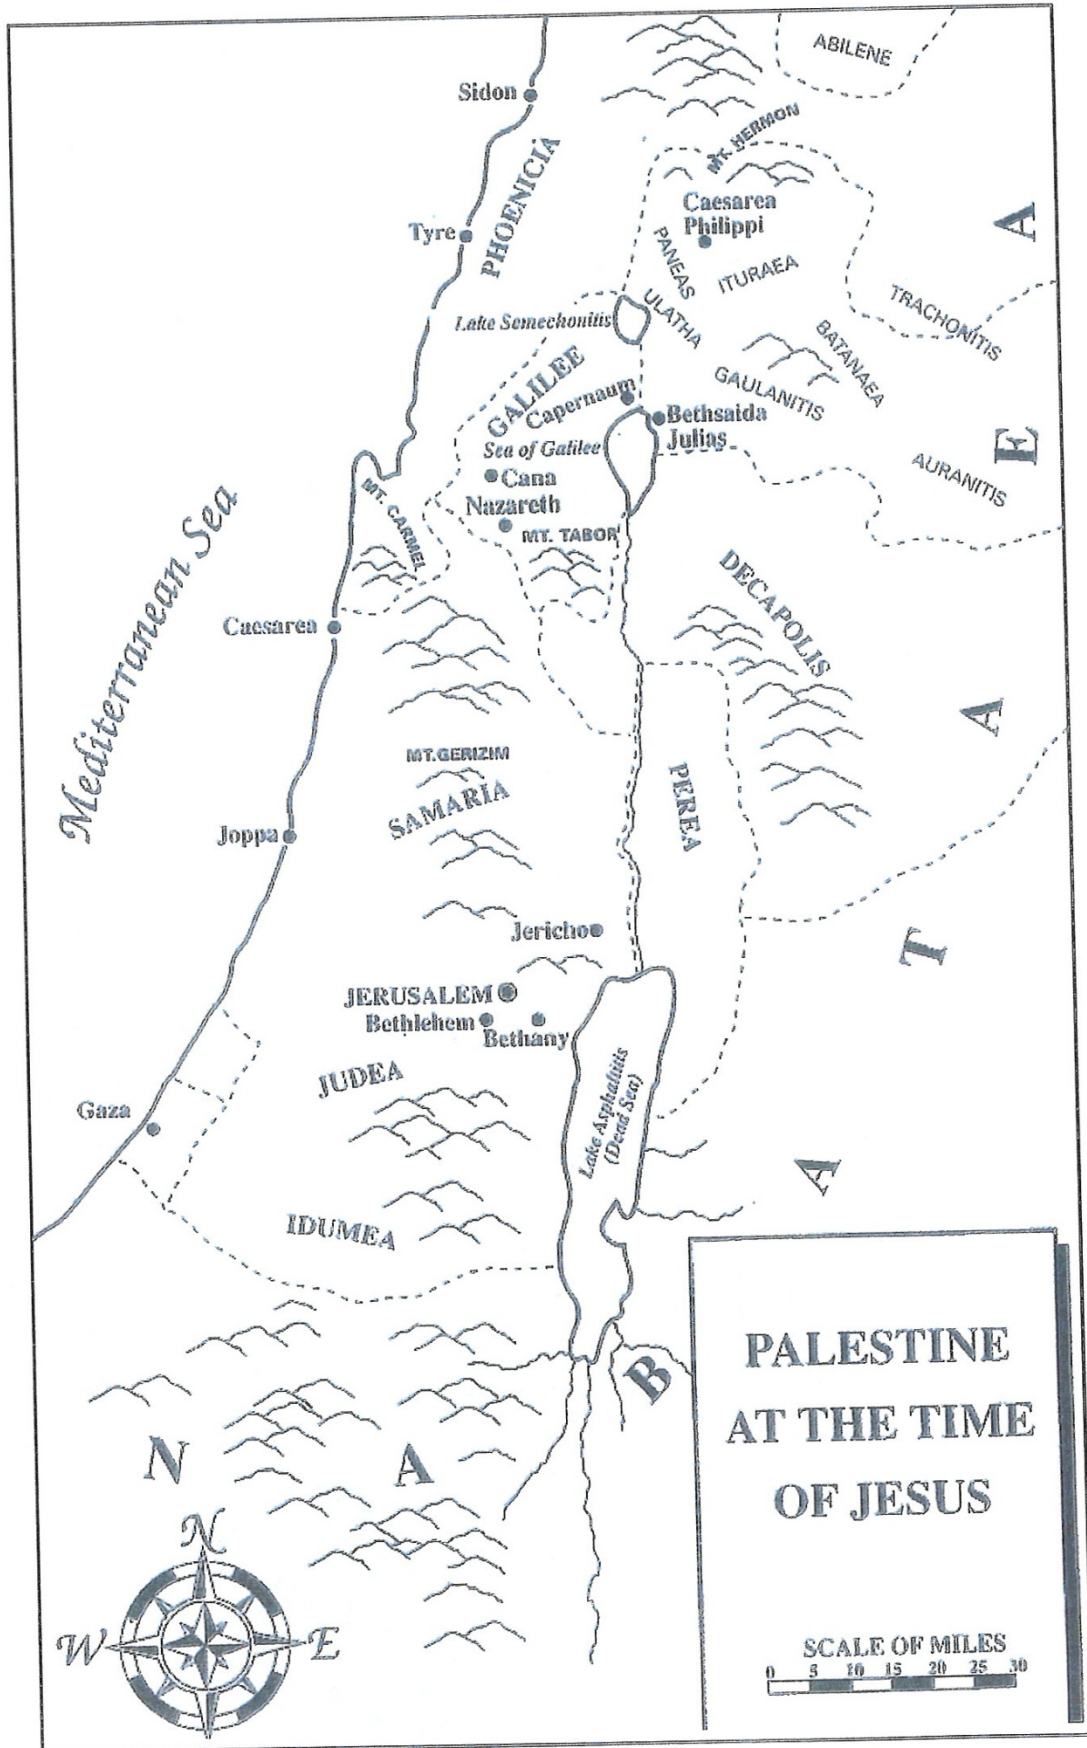 ABILENE
Sidon
MT. HERMON
PHOENICIA
Caesarea
Philippi
Tyre
PANEAS
ITURAEA
ULATHA
Lake Semechonitis
TRACHONITIS
BATANAEA
GALILEE
GAULANITIS
Capernaum
Bethsaida
Julias
Sea of Galilee
Cana
AURANITIS
MT. CARMEL
Nazareth
MT. TABOR
Mediterranean Sea
DECAPOLIS
Caesarea
MT.GERIZIM
SAMARIA
PEREA
Joppa
Jericho
JERUSALEM
Bethlehem
Bethany
JUDEA
Lake Asphaltitis
(Dead Sea)
Gaza
IDUMEA
N A B A T A E A
PALESTINE
AT THE TIME
OF JESUS
N
W E
SCALE OF MILES
0 5 10 15 20 25 30